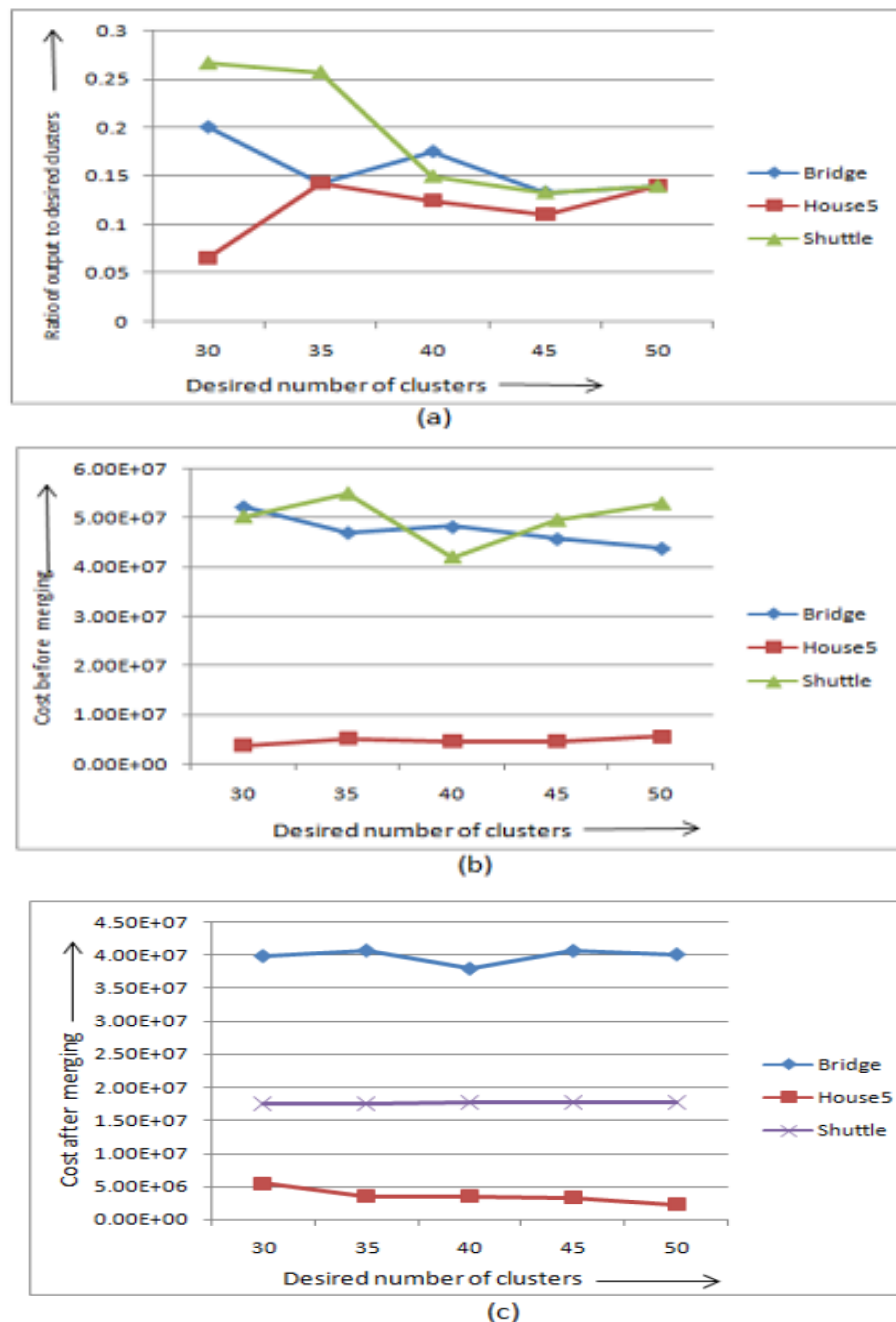 0.3
0.25
0.2
0.15
0.1
0.05
0
Ratio of output to desired clusters
30 35 40 45 50
Desired number of clusters
Bridge
House5
Shuttle
(a)
6.00E+07
5.00E+07
4.00E+07
3.00E+07
2.00E+07
1.00E+07
0.00E+00
Cost before merging
30 35 40 45 50
Desired number of clusters
Bridge
House5
Shuttle
(b)
4.50E+07
4.00E+07
3.50E+07
3.00E+07
2.50E+07
2.00E+07
1.50E+07
1.00E+07
5.00E+06
0.00E+00
Cost after merging
30 35 40 45 50
Desired number of clusters
Bridge
House5
Shuttle
(c)